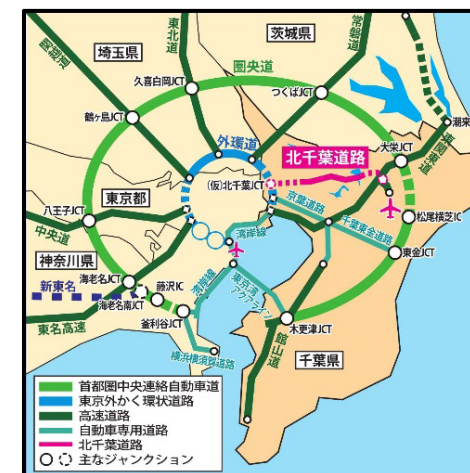 茨城県
埼玉県
東北道
常磐道
関越道
圏央道
久喜白岡JCT
つくばJCT
鶴ヶ島JCT
外環道
北千葉道路
潮来
東関東道
大栄JCT
(仮)北千葉JCT
東京都
京葉道路
八王子JCT
湾岸線
千葉東金道路
松尾横芝IC
中央道
神奈川県
海老名JCT
東金JCT
新東名
藤沢IC
湾岸線
東京湾
アクアライン
海老名南JCT
釜利谷JCT
木更津JCT
東名高速
館山道
横浜横須賀道路
千葉県
首都圏中央連絡自動車道
東京外かく環状道路
高速道路
自動車専用道路
北千葉道路
主なジャンクション